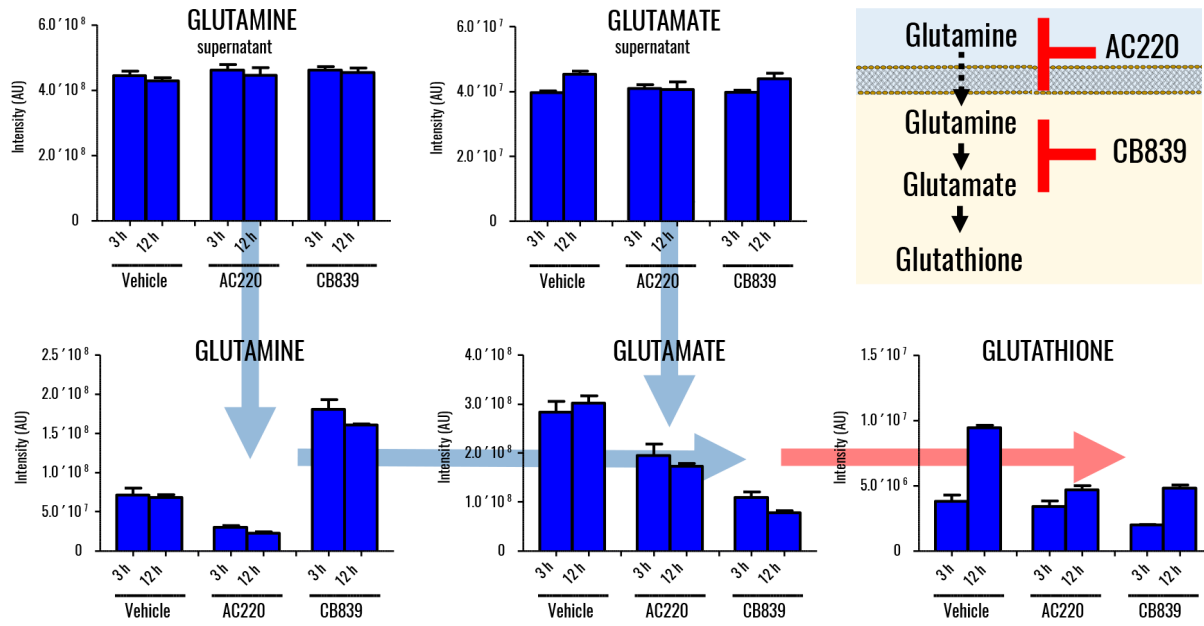 GLUTAMINE
supernatant
Intensity (AU)
6.0´10⁸
4.0´10⁸
2.0´10⁸
0
3 h 12 h 3 h 12 h 3 h 12 h
Vehicle AC220 CB839
GLUTAMATE
supernatant
Intensity (AU)
6.0´10⁷
4.0´10⁷
2.0´10⁷
0
3 h 12 h 3 h 12 h 3 h 12 h
Vehicle AC220 CB839
Glutamine
AC220
Glutamine
CB839
Glutamate
Glutathione
GLUTAMINE
Intensity (AU)
2.5´10⁸
2.0´10⁸
1.5´10⁸
1.0´10⁸
5.0´10⁷
0
3 h 12 h 3 h 12 h 3 h 12 h
Vehicle AC220 CB839
GLUTAMATE
Intensity (AU)
4.0´10⁸
3.0´10⁸
2.0´10⁸
1.0´10⁸
0
3 h 12 h 3 h 12 h 3 h 12 h
Vehicle AC220 CB839
GLUTATHIONE
Intensity (AU)
1.5´10⁷
1.0´10⁷
5.0´10⁶
0
3 h 12 h 3 h 12 h 3 h 12 h
Vehicle AC220 CB839